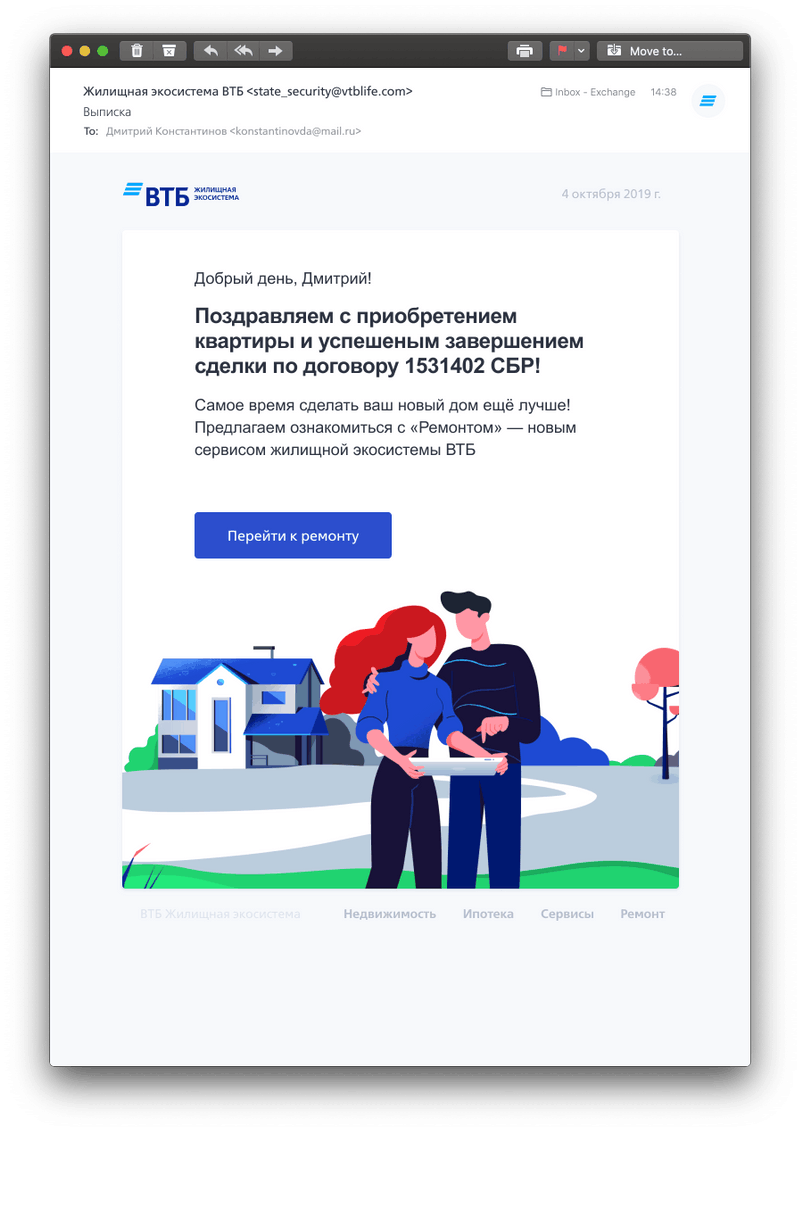 Move to...
Жилищная экосистема ВТБ <state_security@vtblife.com>
Inbox - Exchange 14:38
Выписка
To: Дмитрий Константинов <konstantinovda@mail.ru>
ВТБ ЖИЛИЩНАЯ
ЭКОСИСТЕМА
4 октября 2019 г.
Добрый день, Дмитрий!
Поздравляем с приобретением
квартиры и успешеным завершением
сделки по договору 1531402 СБР!
Самое время сделать ваш новый дом ещё лучше!
Предлагаем ознакомиться с «Ремонтом» — новым
сервисом жилищной экосистемы ВТБ
Перейти к ремонту
ВТБ Жилищная экосистема Недвижимость Ипотека Сервисы Ремонт